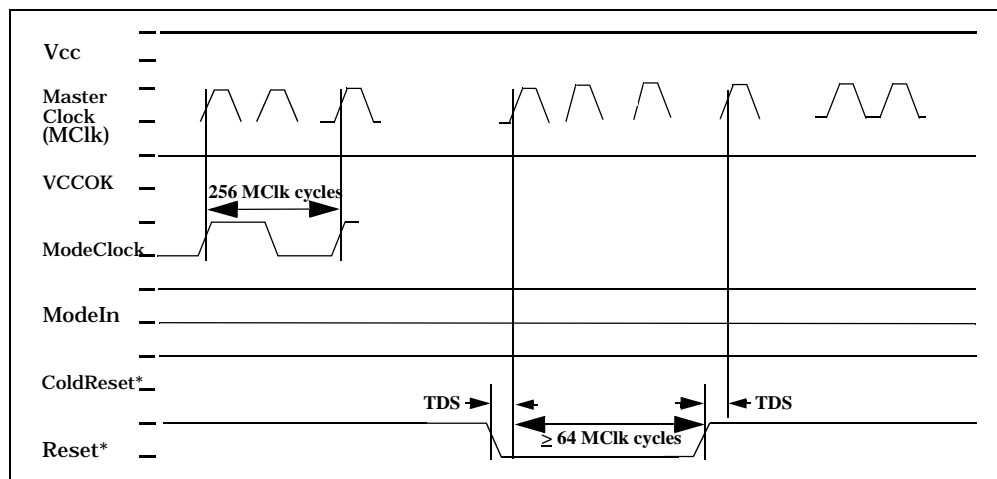 Vcc
Master
Clock
(MClk)
VCCOK
256 MClk cycles
ModeClock
ModeIn
ColdReset*
TDS
TDS
≥ 64 MClk cycles
Reset*